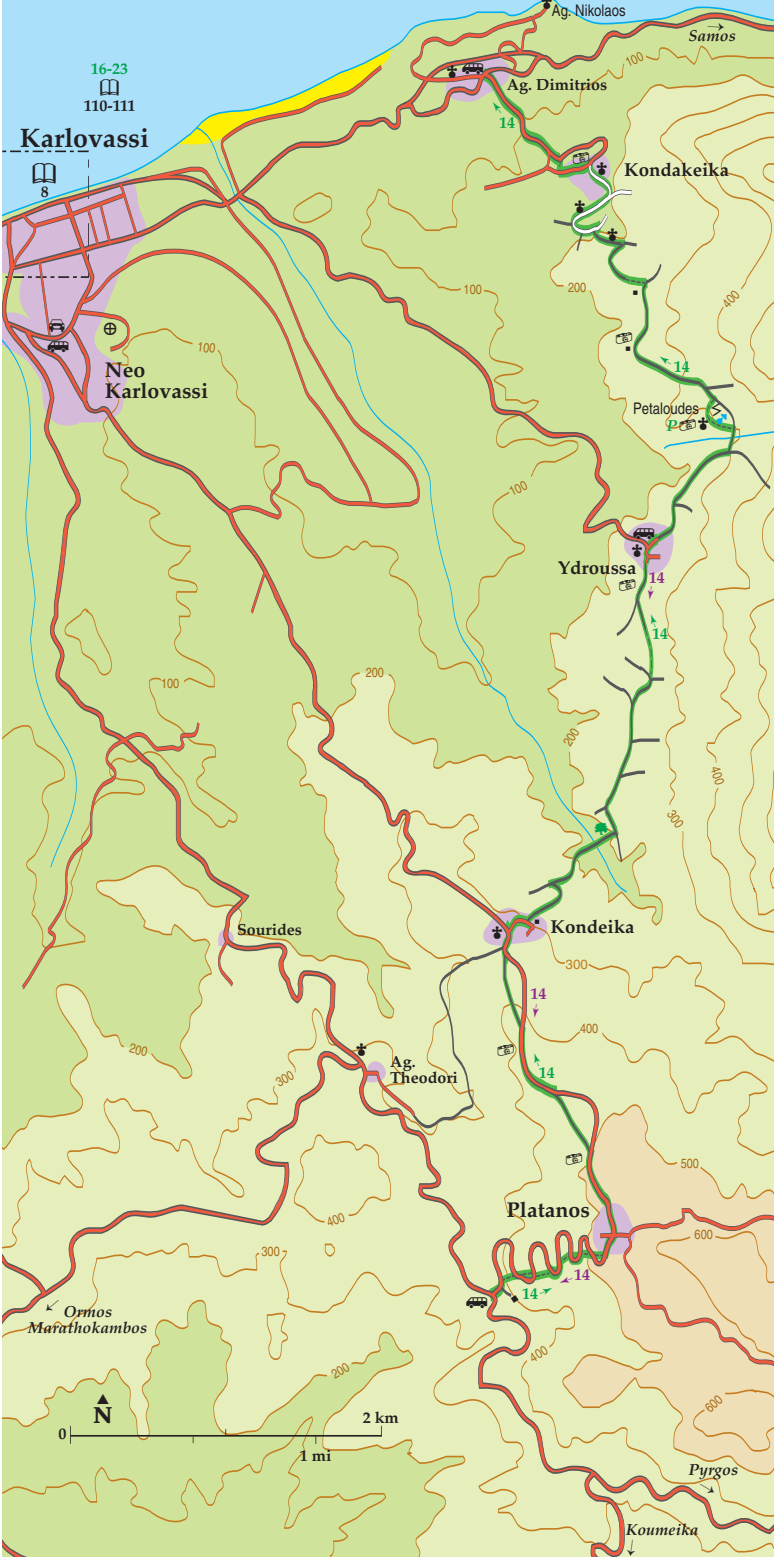 Ag. Nikolaos
Samos
16-23
110-111
100
Ag. Dimitrios
14
Karlovassi
8
Kondakeika
200
400
100
100
14
Neo
Karlovassi
Petaloudes
P
100
Ydroussa
14
14
100
200
200
400
300
Sourides
Kondeika
300
14
200
400
300
Ag.
Theodori
14
500
Platanos
400
600
300
14
14
Ormos
Marathokambos
400
200
600
N
0
2 km
1 mi
Pyrgos
Koumeika